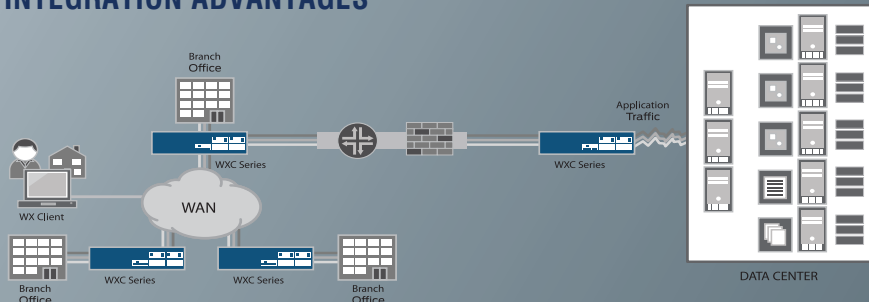 INTEGRATION ADVANTAGES
Branch
Office
WXC Series
Application
Traffic
WXC Series
WX Client
WAN
WXC Series
WXC Series
Branch
Office
Branch
Office
DATA CENTER